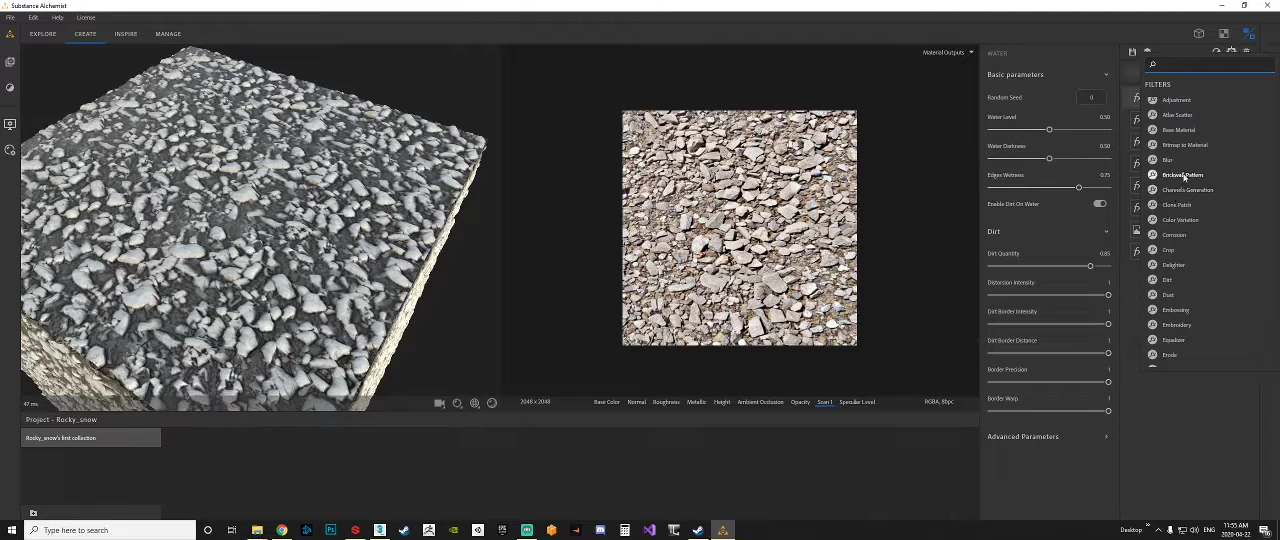 Substance Alchemist
File Edit Help License
EXPLORE CREATE INSPIRE MANAGE
Material Outputs
WATER
Basic parameters
Random Seed 0
Water Level 0.50
Water Darkness 0.50
Edges Wetness 0.75
Enable Dirt On Water
Dirt
Dirt Quantity 0.85
Distorsion Intensity 1
Dirt Border Intensity 1
Dirt Border Distance 1
Border Precision 1
Border Warp 1
Advanced Parameters
FILTERS
Adjustment
Atlas Scatter
Base Material
Bitmap to Material
Blur
Brickwall Pattern
Channels Generation
Clone Patch
Color Variation
Corrosion
Crop
Delighter
Dirt
Dust
Embossing
Embroidery
Equalizer
Erode
47 ms
2048 x 2048 Base Color Normal Roughness Metallic Height Ambient Occlusion Opacity Scan 1 Specular Level RGBA, 8bpc
Project - Rocky_snow
Rocky_snow's first collection
Type here to search
Desktop
ENG
11:55 AM
2020-04-22